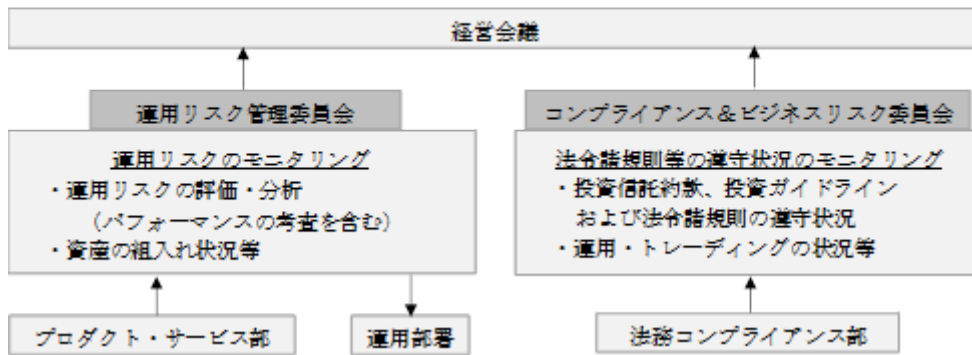 経営会議
運用リスク管理委員会
運用リスクのモニタリング
・運用リスクの評価・分析
（パフォーマンスの考査を含む）
・資産の組入れ状況等
コンプライアンス＆ビジネスリスク委員会
法令諸規則等の遵守状況のモニタリング
・投資信託約款、投資ガイドライン
および法令諸規則の遵守状況
・運用・トレーディングの状況等
プロダクト・サービス部
運用部署
法務コンプライアンス部